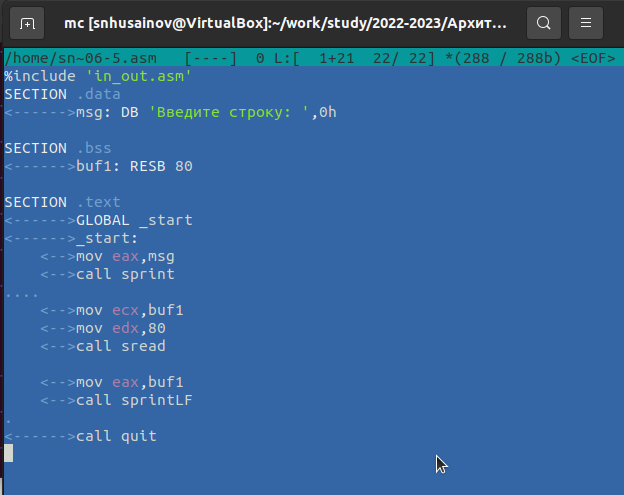 mc [snhusainov@VirtualBox]:~/work/study/2022-2023/Архит...
/home/sn~06-5.asm   [----]  0 L:[  1+21  22/ 22] *(288 / 288b) <EOF>
%include 'in_out.asm'
SECTION .data
<------>msg: DB 'Введите строку: ',0h
SECTION .bss
<------>buf1: RESB 80
SECTION .text
<------>GLOBAL _start
<------>_start:
    <-->mov eax,msg
    <-->call sprint
....
    <-->mov ecx,buf1
    <-->mov edx,80
    <-->call sread
    <-->mov eax,buf1
    <-->call sprintLF
.
<------>call quit